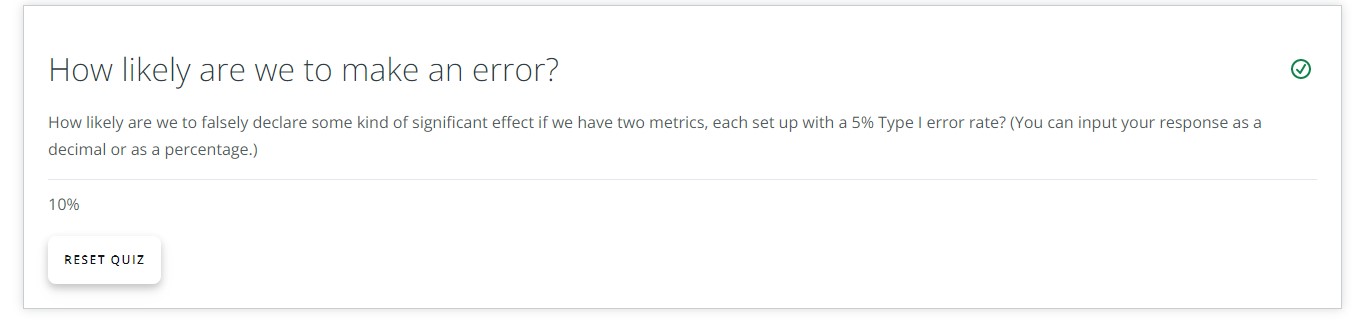 How likely are we to make an error?
How likely are we to falsely declare some kind of significant effect if we have two metrics, each set up with a 5% Type I error rate? (You can input your response as a
decimal or as a percentage.)
10%
RESET QUIZ